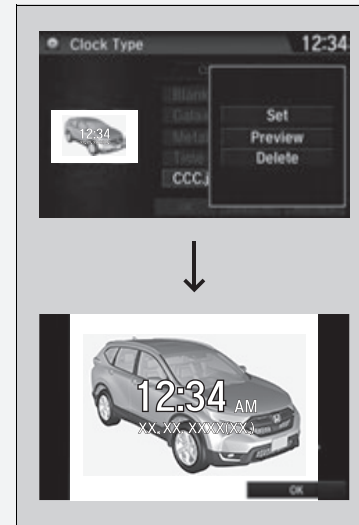 Clock Type 12:34
12:34
Set
Preview
Delete
CCC.j
12:34 AM
XX. XX. XXXX(XX.)
OK